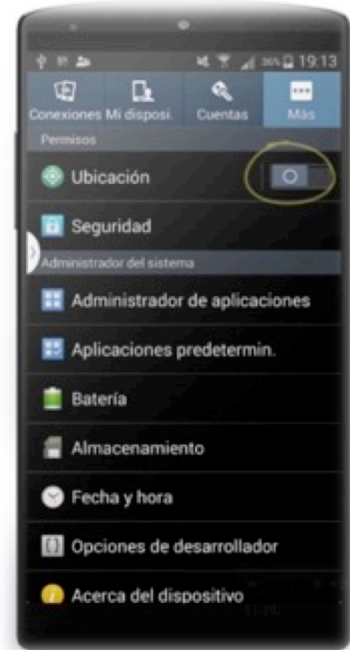 36% 19:13
Conexiones Mi disposi. Cuentas Más
Permisos
Ubicación
Seguridad
Administrador del sistema
Administrador de aplicaciones
Aplicaciones predetermin.
Batería
Almacenamiento
Fecha y hora
Opciones de desarrollador
Acerca del dispositivo